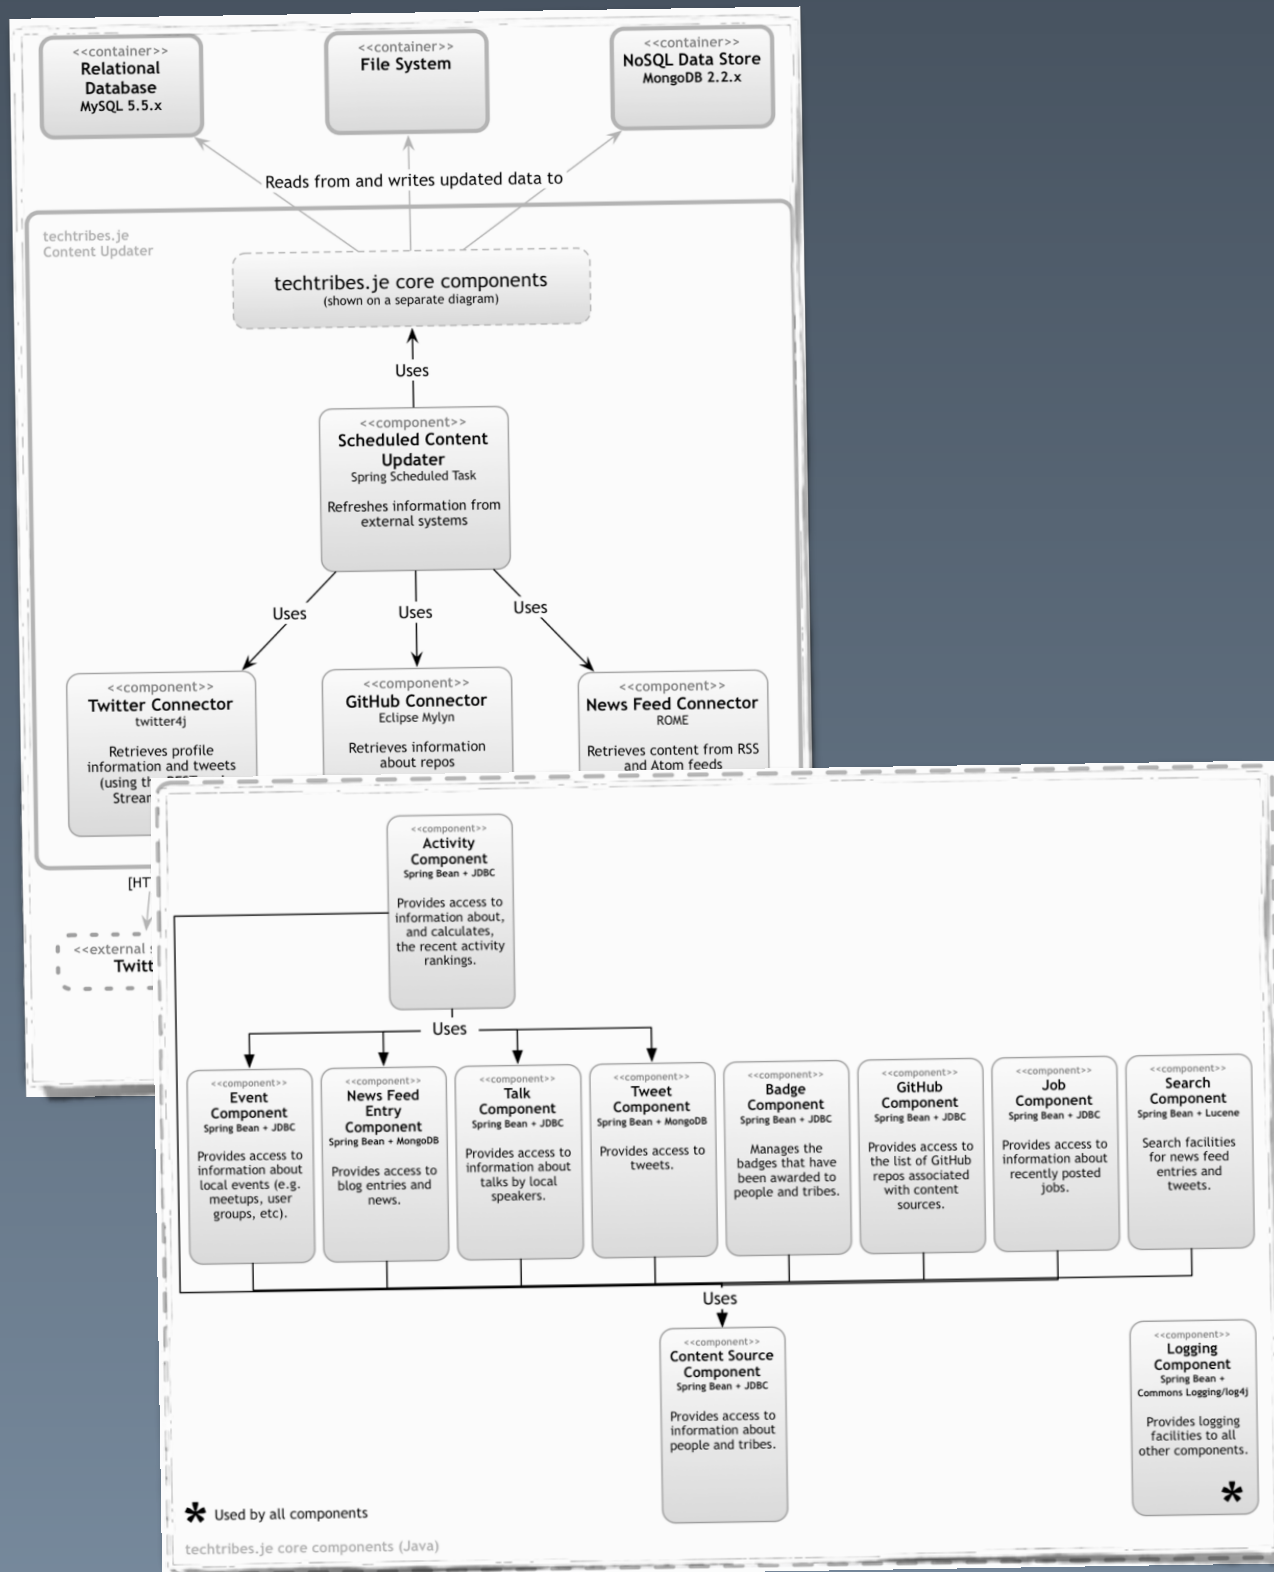 <<container>>
Relational
Database
MySQL 5.5.x
<<container>>
File System
<<container>>
NoSQL Data Store
MongoDB 2.2.x
Reads from and writes updated data to
techtribes.je
Content Updater
techtribes.je core components
(shown on a separate diagram)
Uses
<<component>>
Scheduled Content
Updater
Spring Scheduled Task
Refreshes information from
external systems
Uses
Uses
Uses
<<component>>
Twitter Connector
twitter4j
Retrieves profile
information and tweets
(using
<<component>>
GitHub Connector
Eclipse Mylyn
Retrieves information
about repos
<<component>>
News Feed Connector
ROME
Retrieves content from RSS
and Atom feeds
[HT
<<external
Twitt
<<component>>
Activity
Component
Spring Bean + JDBC
Provides access to
information about,
and calculates,
the recent activity
rankings.
Uses
<<component>>
Event
Component
Spring Bean + JDBC
Provides access to
information about
local events (e.g.
meetups, user
groups, etc).
<<component>>
News Feed
Entry
Component
Spring Bean + MongoDB
Provides access to
blog entries and
news.
<<component>>
Talk
Component
Spring Bean + JDBC
Provides access to
information about
talks by local
speakers.
<<component>>
Tweet
Component
Spring Bean + MongoDB
Provides access to
tweets.
<<component>>
Badge
Component
Spring Bean + JDBC
Manages the
badges that have
been awarded to
people and tribes.
<<component>>
GitHub
Component
Spring Bean + JDBC
Provides access to
the list of GitHub
repos associated
with content
sources.
<<component>>
Job
Component
Spring Bean + JDBC
Provides access to
information about
recently posted
jobs.
<<component>>
Search
Component
Spring Bean + Lucene
Search facilities
for news feed
entries and
tweets.
Uses
<<component>>
Content Source
Component
Spring Bean + JDBC
Provides access to
information about
people and tribes.
<<component>>
Logging
Component
Spring Bean +
Commons Logging/log4j
Provides logging
facilities to all
other components.
*
* Used by all components
techtribes.je core components (Java)